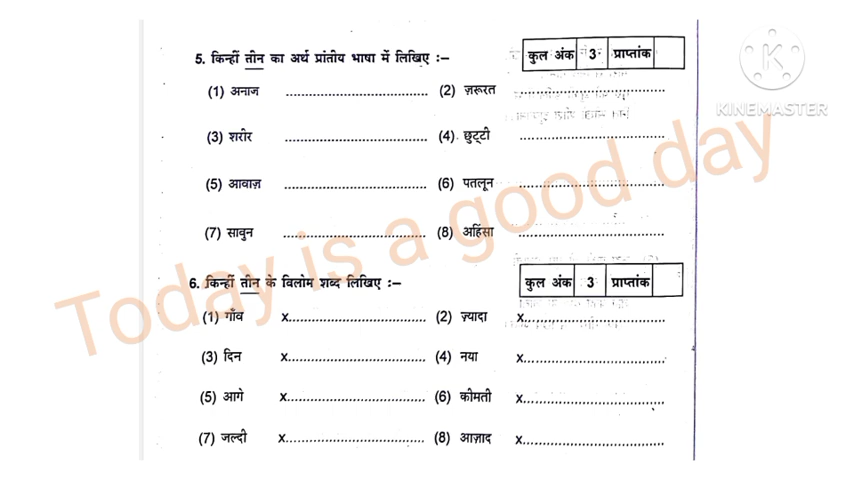 5. किन्हीं तीन का अर्थ प्रांतीय भाषा में लिखिए :– कुल अंक 3 प्राप्तांक
(1) अनाज ........................................ (2) ज़रूरत ........................................
(3) शरीर ........................................ (4) छुट्टी ........................................
(5) आवाज़ ........................................ (6) पतलून ........................................
(7) साबुन ........................................ (8) अहिंसा ........................................
6. किन्हीं तीन के विलोम शब्द लिखिए :– कुल अंक 3 प्राप्तांक
(1) गाँव x........................................ (2) ज़्यादा x........................................
(3) दिन x........................................ (4) नया x........................................
(5) आगे x........................................ (6) कीमती x........................................
(7) जल्दी x........................................ (8) आज़ाद x........................................
Today is a good day
K
KINEMASTER